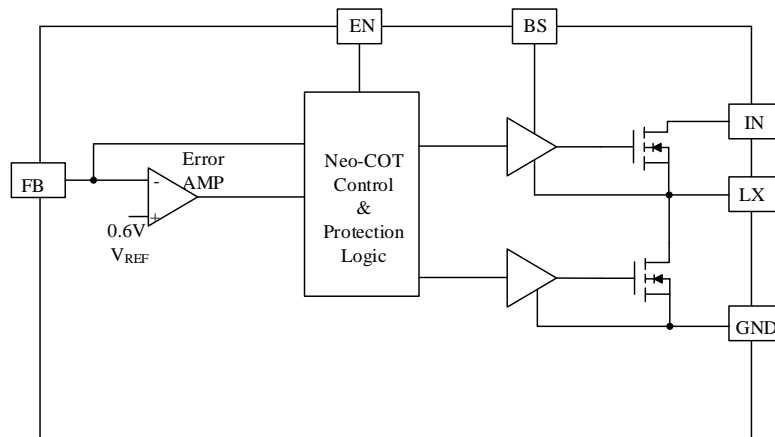 EN
BS
IN
Error
AMP
FB
-
+
0.6V
VREF
Neo-COT
Control
&
Protection
Logic
LX
GND